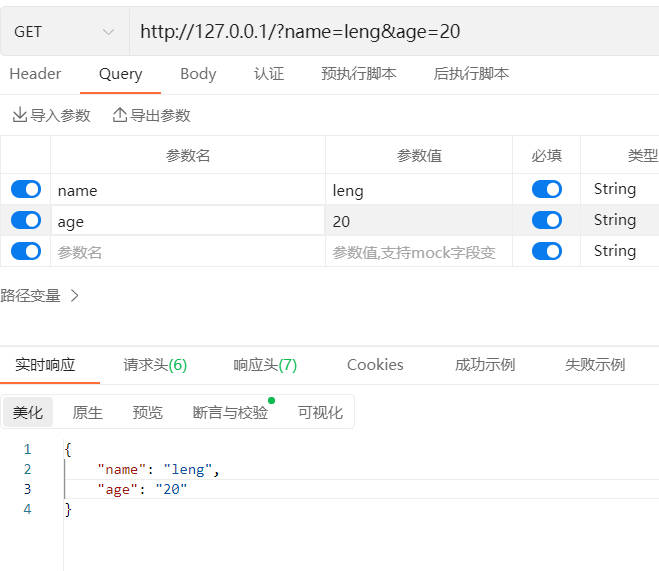 GET http://127.0.0.1/?name=leng&age=20
Header Query Body 认证 预执行脚本 后执行脚本
导入参数 导出参数
参数名 参数值 必填 类型
name leng String
age 20 String
参数名 参数值,支持mock字段变 String
路径变量
实时响应 请求头(6) 响应头(7) Cookies 成功示例 失败示例
美化 原生 预览 断言与校验 可视化
1 {
2 "name": "leng",
3 "age": "20"
4 }